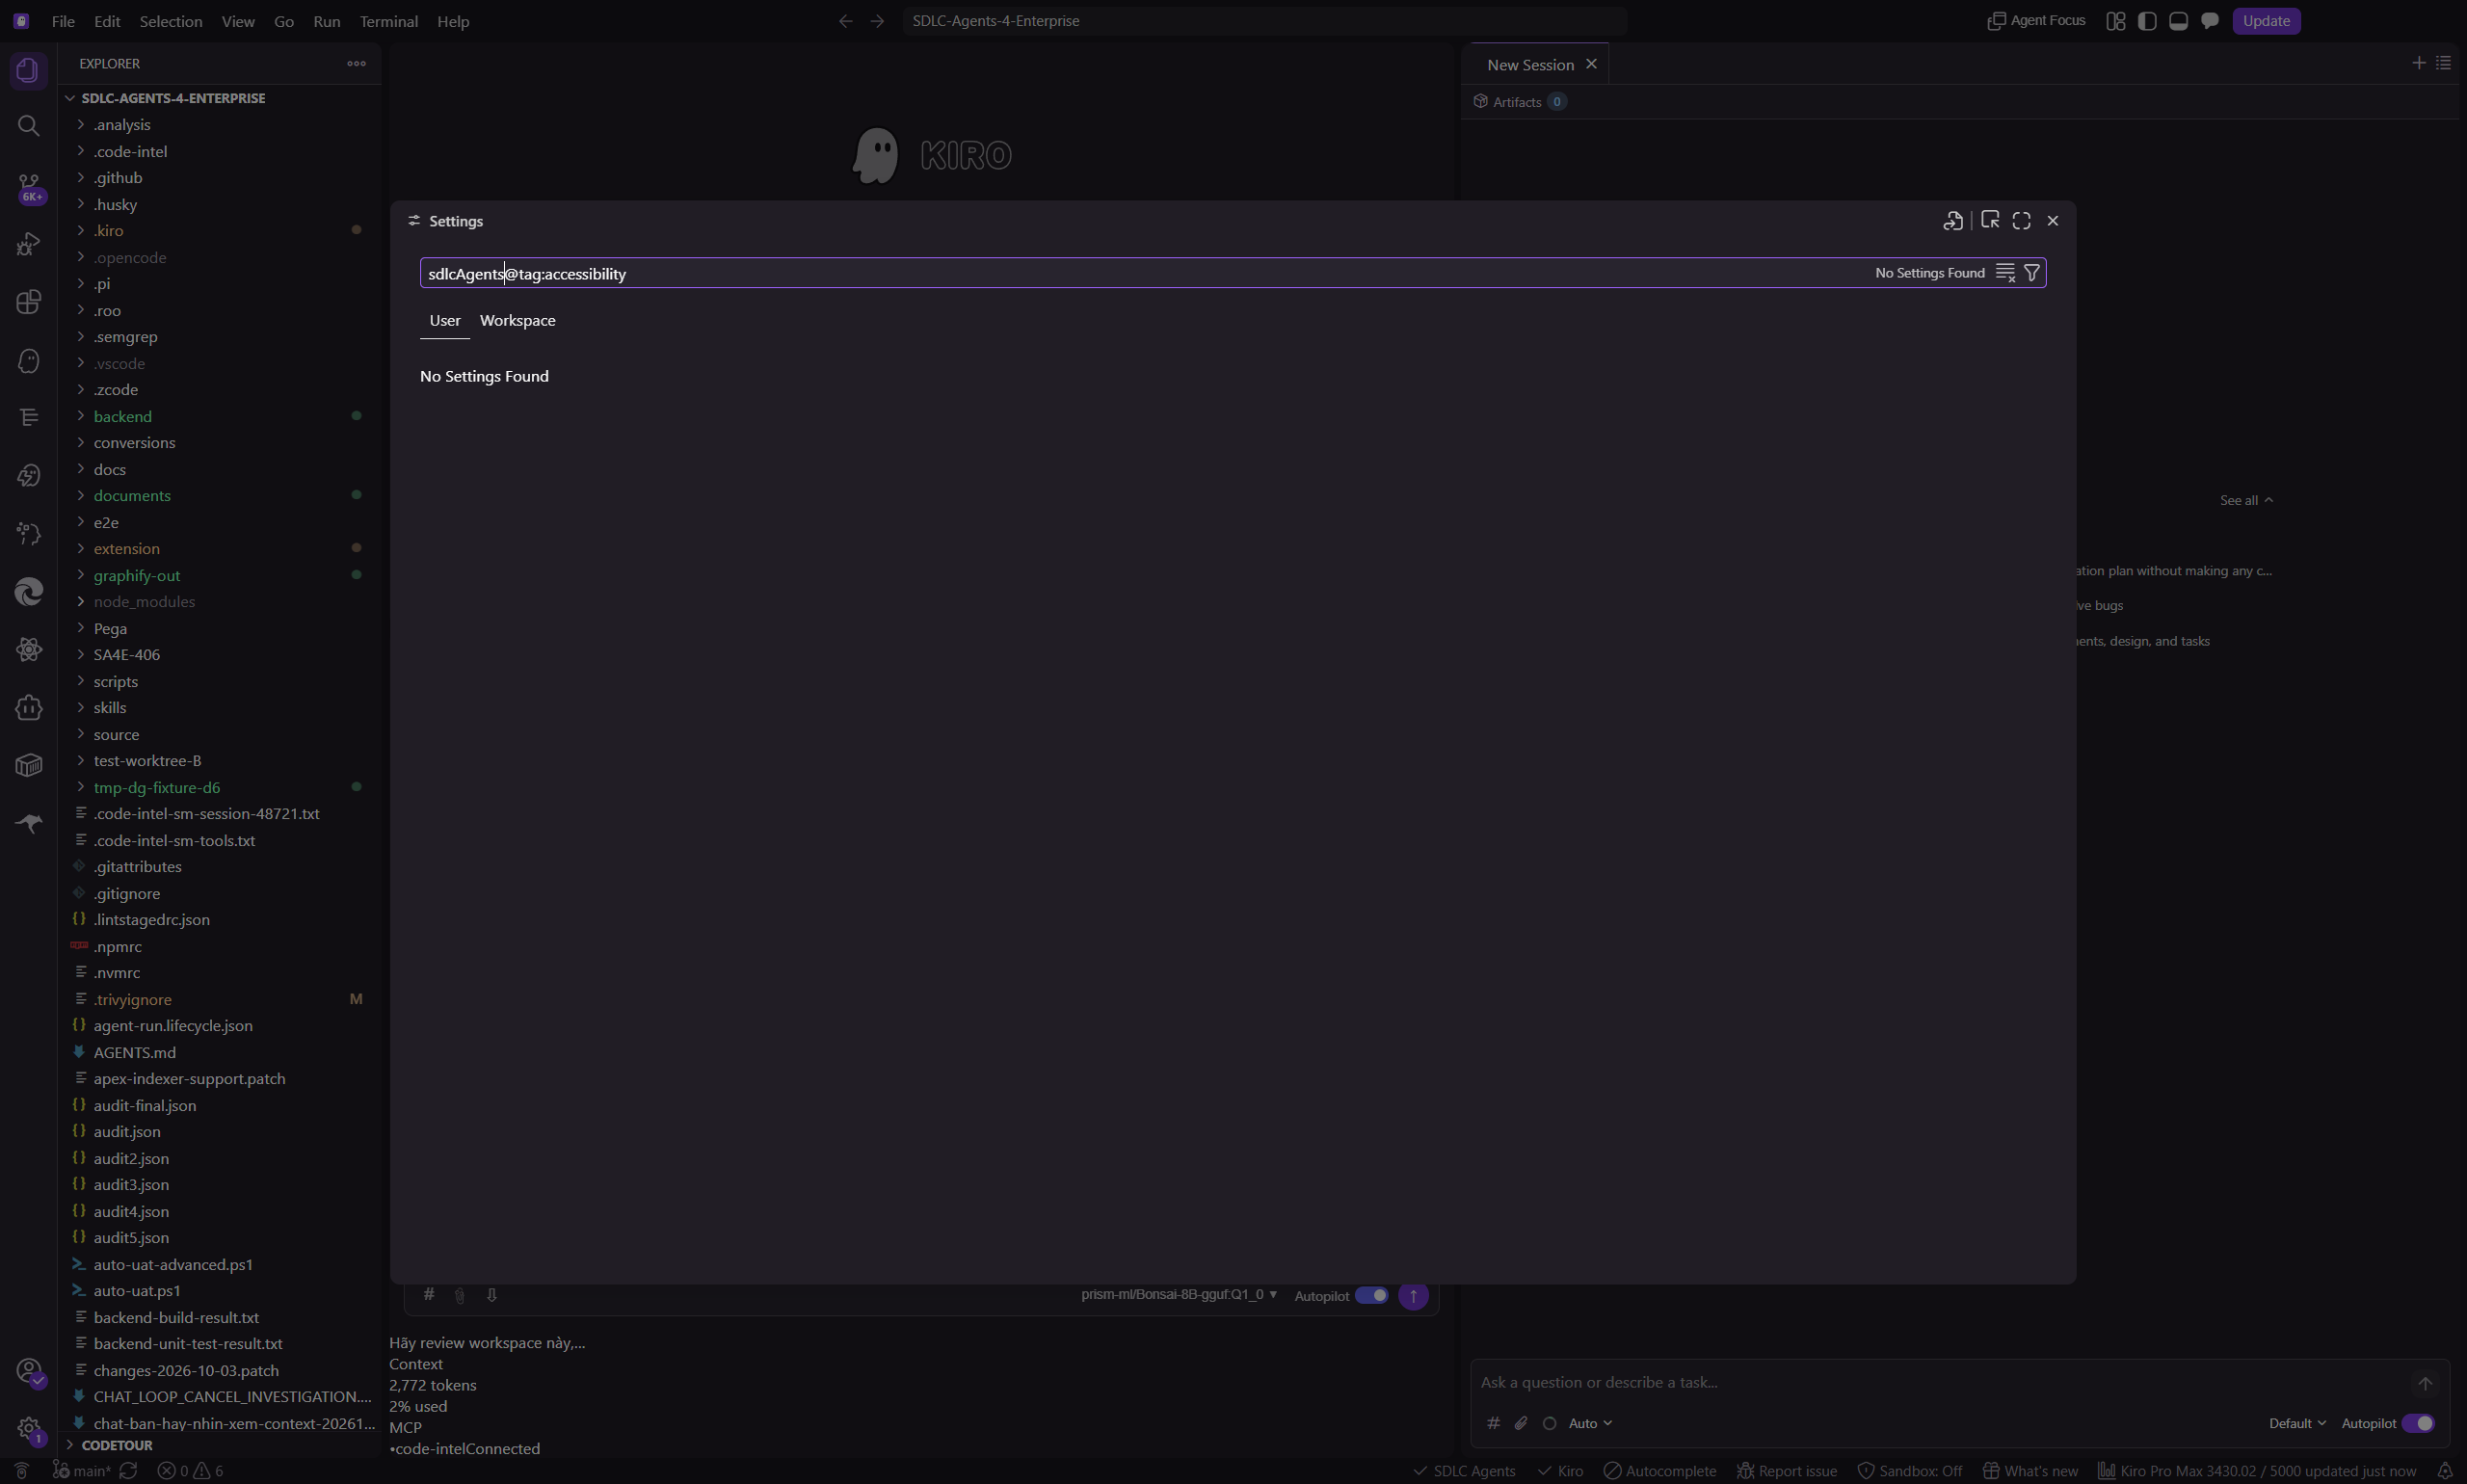 File Edit Selection View Go Run Terminal Help
SDLC-Agents-4-Enterprise
Agent Focus
Update
EXPLORER
SDLC-AGENTS-4-ENTERPRISE
.analysis
.code-intel
.github
.husky
.kiro
.opencode
.pi
.roo
.semgrep
.vscode
.zcode
backend
conversions
docs
documents
e2e
extension
graphify-out
node_modules
Pega
SA4E-406
scripts
skills
source
test-worktree-B
tmp-dg-fixture-d6
.code-intel-sm-session-48721.txt
.code-intel-sm-tools.txt
.gitattributes
.gitignore
.lintstagedrc.json
.npmrc
.nvmrc
.trivyignore M
agent-run.lifecycle.json
AGENTS.md
apex-indexer-support.patch
audit-final.json
audit.json
audit2.json
audit3.json
audit4.json
audit5.json
auto-uat-advanced.ps1
auto-uat.ps1
backend-build-result.txt
backend-unit-test-result.txt
changes-2026-10-03.patch
CHAT_LOOP_CANCEL_INVESTIGATION....
chat-ban-hay-nhin-xem-context-20261...
CODETOUR
6K+
1
KIRO
Settings
sdlcAgents@tag:accessibility
No Settings Found
User Workspace
No Settings Found
prism-ml/Bonsai-8B-gguf:Q1_0 Autopilot
Hãy review workspace này,...
Context
2,772 tokens
2% used
MCP
•code-intelConnected
New Session
Artifacts 0
See all
ation plan without making any c...
ve bugs
ents, design, and tasks
Ask a question or describe a task...
Auto
Default Autopilot
main* 0 6
SDLC Agents Kiro Autocomplete Report issue Sandbox: Off What's new Kiro Pro Max 3430.02 / 5000 updated just now